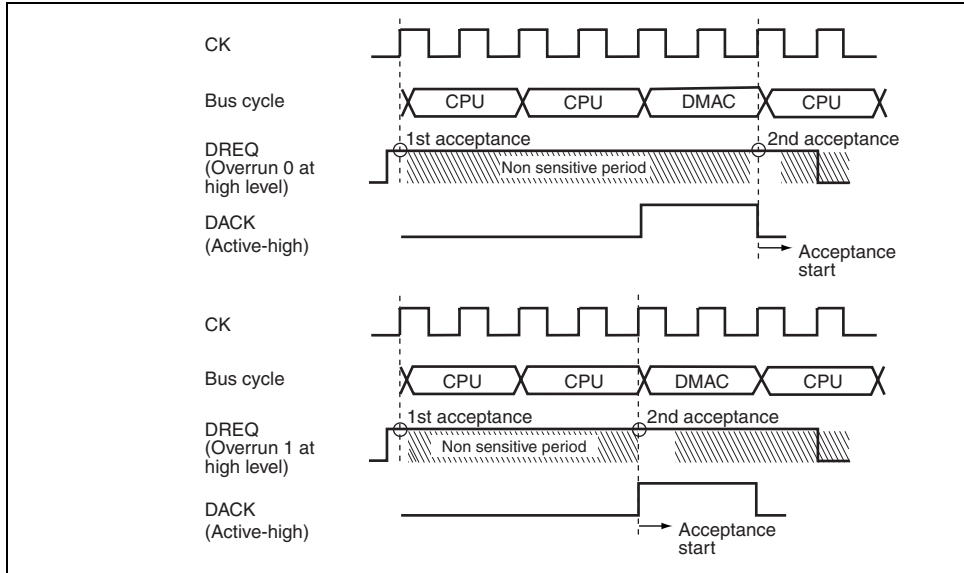 CK
Bus cycle
CPU CPU DMAC CPU
DREQ
(Overrun 0 at
high level)
1st acceptance
2nd acceptance
Non sensitive period
DACK
(Active-high)
Acceptance
start
CK
Bus cycle
CPU CPU DMAC CPU
DREQ
(Overrun 1 at
high level)
1st acceptance
2nd acceptance
Non sensitive period
DACK
(Active-high)
Acceptance
start